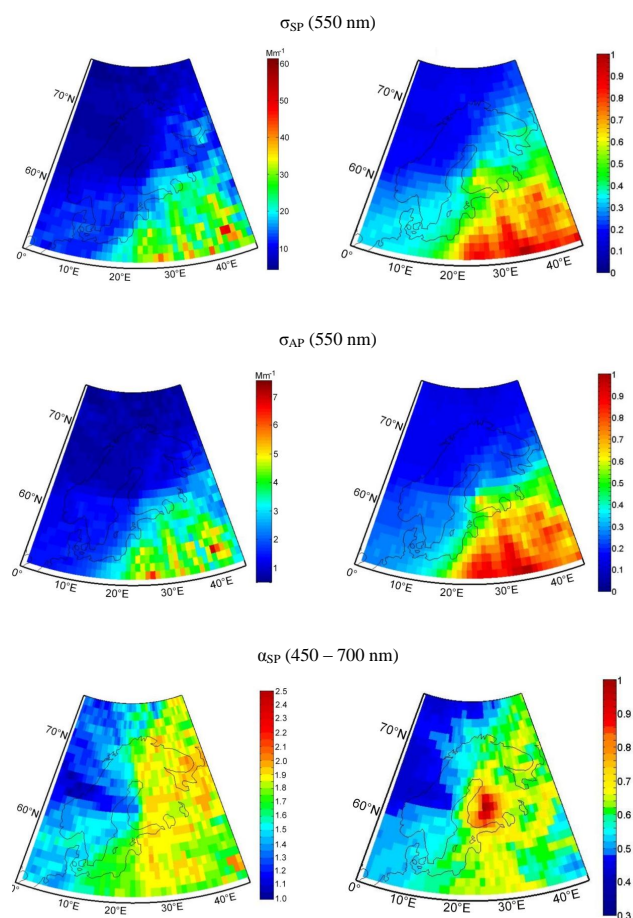 σSP (550 nm)
Mm-1
60
50
40
30
20
10
70°N
60°N
0°
10°E
20°E
30°E
40°E
1
0.9
0.8
0.7
0.6
0.5
0.4
0.3
0.2
0.1
0
70°N
60°N
0°
10°E
20°E
30°E
40°E
σAP (550 nm)
Mm-1
7
6
5
4
3
2
1
70°N
60°N
0°
10°E
20°E
30°E
40°E
1
0.9
0.8
0.7
0.6
0.5
0.4
0.3
0.2
0.1
0
70°N
60°N
0°
10°E
20°E
30°E
40°E
αSP (450 – 700 nm)
2.5
2.4
2.3
2.2
2.1
2.0
1.9
1.8
1.7
1.6
1.5
1.4
1.3
1.2
1.1
1.0
70°N
60°N
0°
10°E
20°E
30°E
40°E
1
0.9
0.8
0.7
0.6
0.5
0.4
0.3
70°N
60°N
0°
10°E
20°E
30°E
40°E